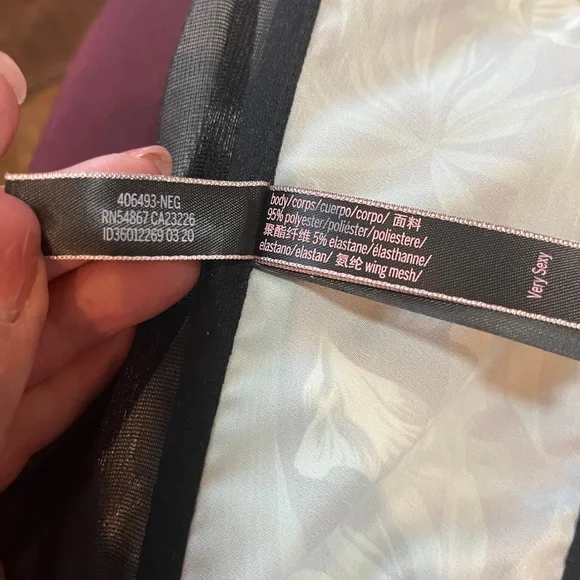 406493-NEG
RN54867 CA23226
ID36012269 03 20
body/corps/cuerpo/corpo/ 面料
95% polyester/poliéster/poliestere/
聚酯纤维 5% elastane/élasthanne/
elastano/elastan/ 氨纶 wing mesh/
Very Sexy